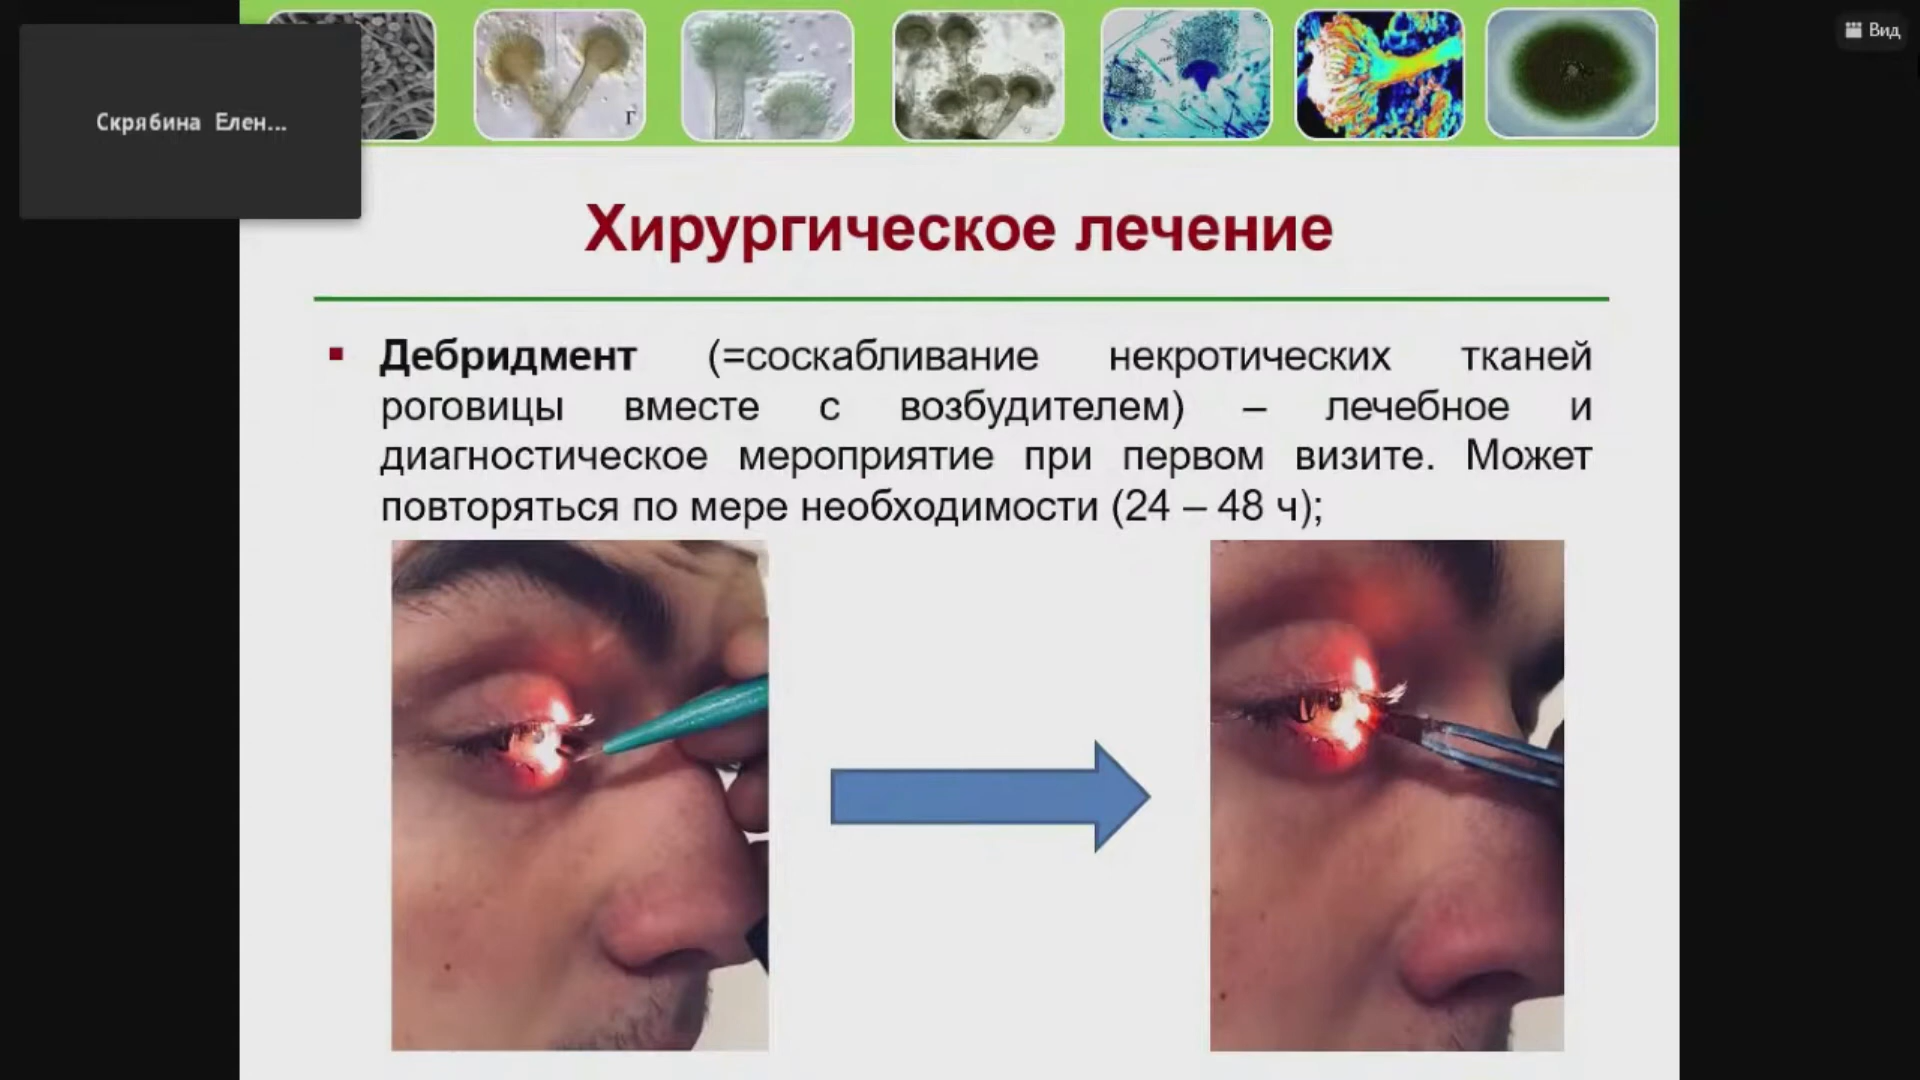 Скрябина Елен...
Вид
г
Хирургическое лечение
▪ Дебридмент (=соскабливание некротических тканей
роговицы вместе с возбудителем) – лечебное и
диагностическое мероприятие при первом визите. Может
повторяться по мере необходимости (24 – 48 ч);